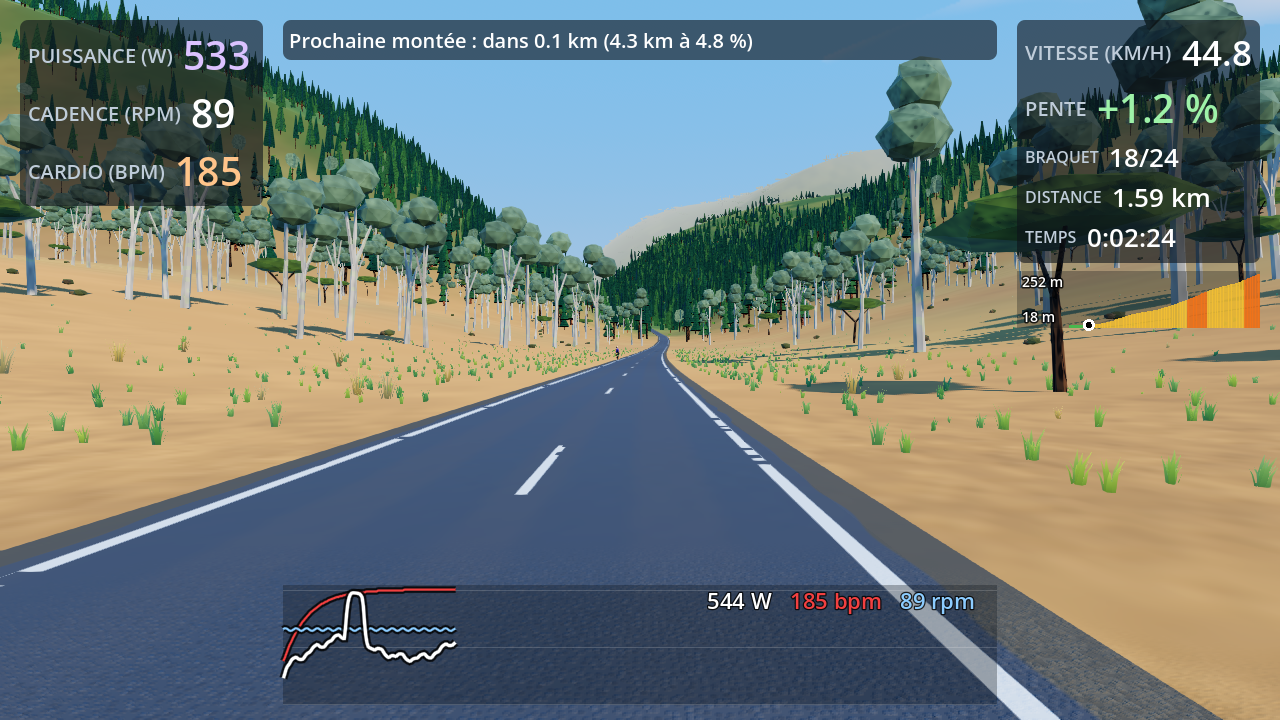 PUISSANCE (W) 533
CADENCE (RPM) 89
CARDIO (BPM) 185
Prochaine montée : dans 0.1 km (4.3 km à 4.8 %)
VITESSE (KM/H) 44.8
PENTE +1.2 %
BRAQUET 18/24
DISTANCE 1.59 km
TEMPS 0:02:24
252 m
18 m
544 W 185 bpm 89 rpm